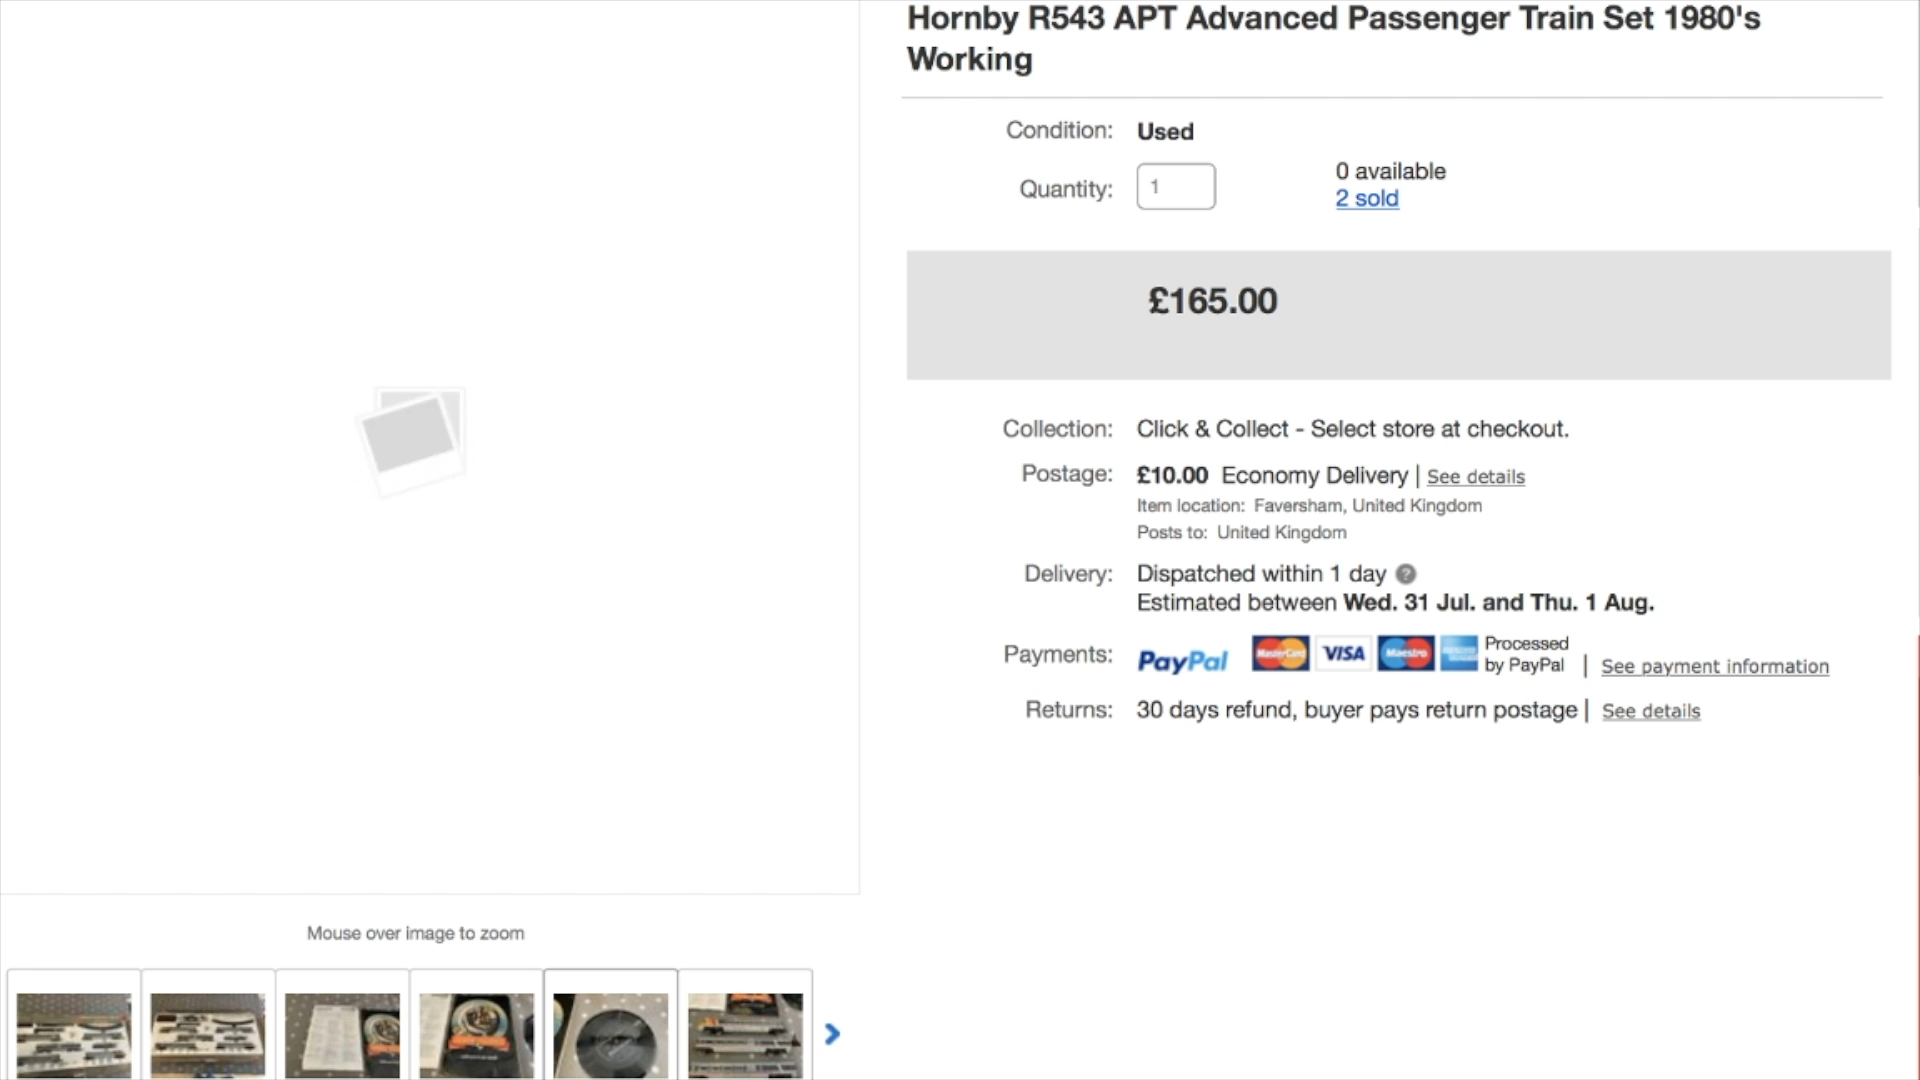 Hornby R543 APT Advanced Passenger Train Set 1980's
Working
Condition: Used
Quantity: 1
0 available
2 sold
£165.00
Collection: Click & Collect - Select store at checkout.
Postage: £10.00 Economy Delivery | See details
Item location: Faversham, United Kingdom
Posts to: United Kingdom
Delivery: Dispatched within 1 day ?
Estimated between Wed. 31 Jul. and Thu. 1 Aug.
Payments: PayPal MasterCard VISA Maestro Processed
by PayPal | See payment information
Returns: 30 days refund, buyer pays return postage | See details
Mouse over image to zoom